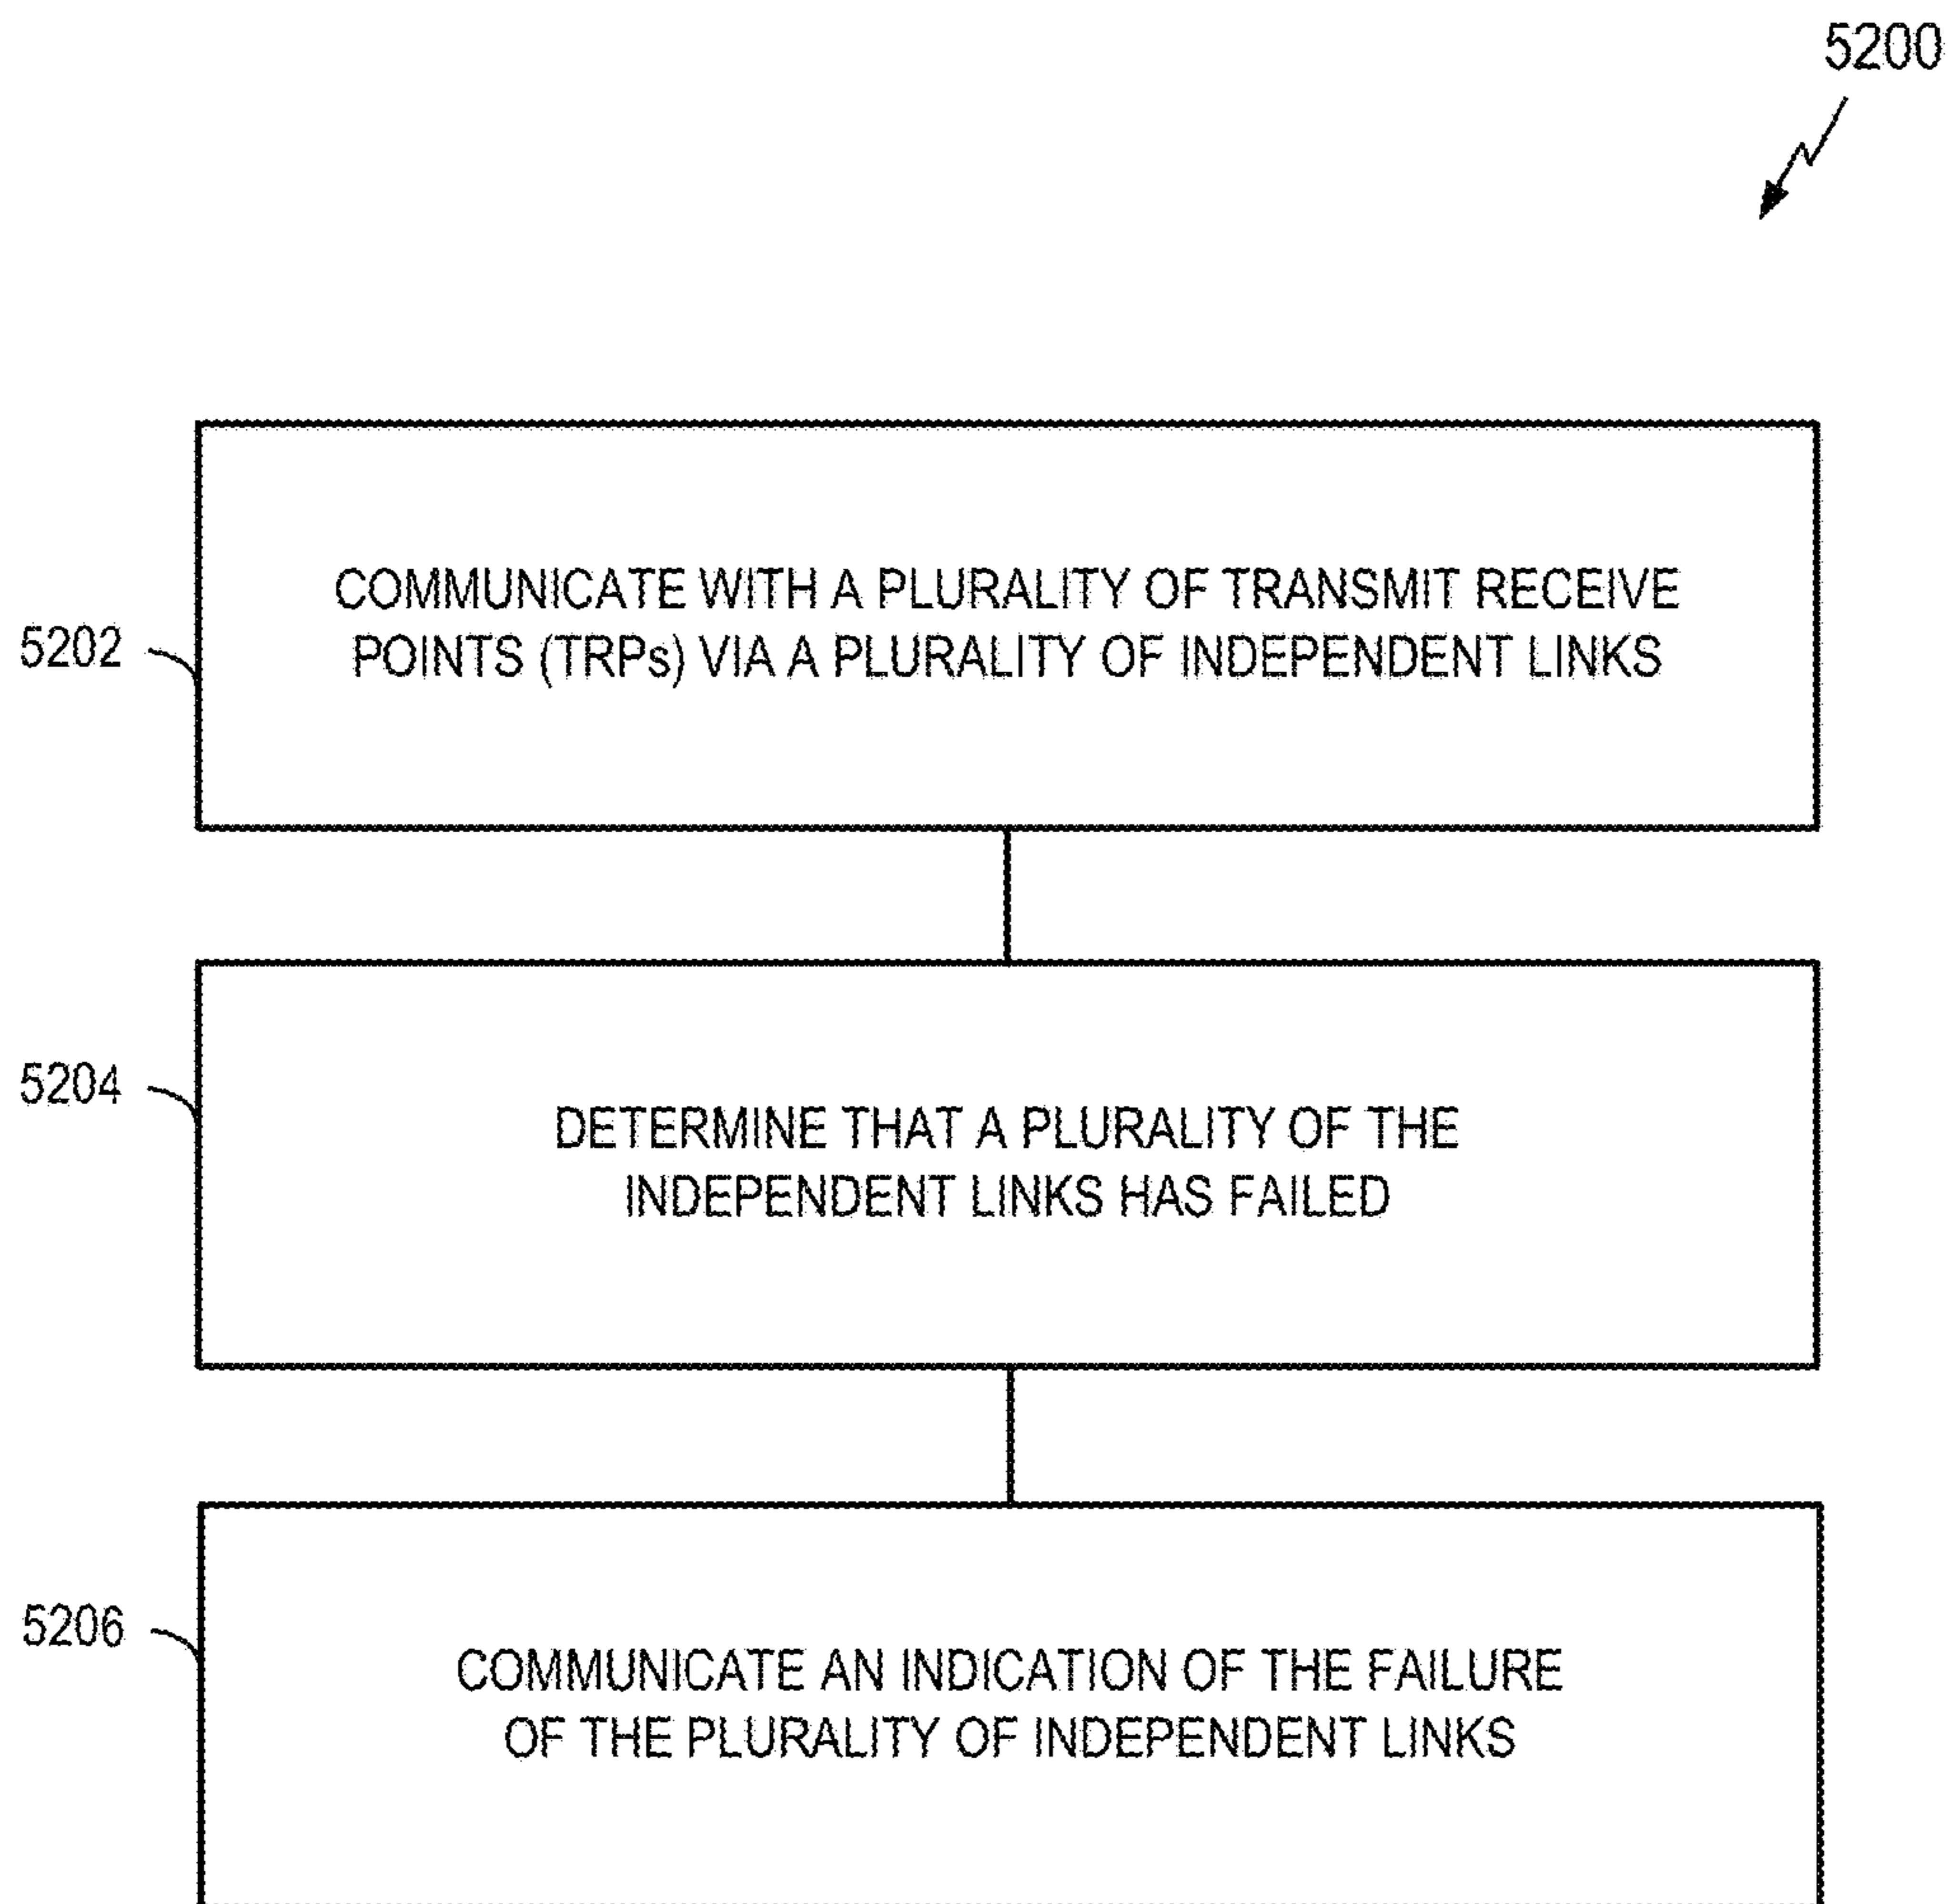 5200
5202
COMMUNICATE WITH A PLURALITY OF TRANSMIT RECEIVE
POINTS (TRPs) VIA A PLURALITY OF INDEPENDENT LINKS
5204
DETERMINE THAT A PLURALITY OF THE
INDEPENDENT LINKS HAS FAILED
5206
COMMUNICATE AN INDICATION OF THE FAILURE
OF THE PLURALITY OF INDEPENDENT LINKS